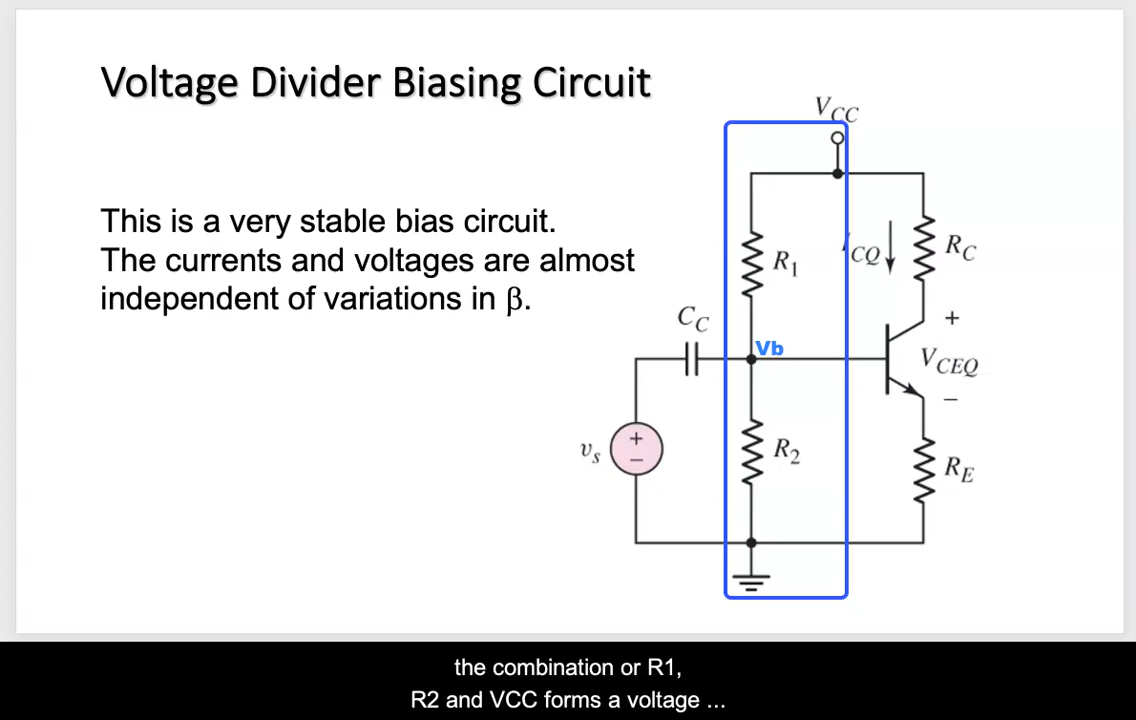 Voltage Divider Biasing Circuit
This is a very stable bias circuit.
The currents and voltages are almost
independent of variations in β.
VCC
R1
ICQ
RC
CC
+
Vb
VCEQ
−
vs
+
−
R2
RE
the combination or R1,
R2 and VCC forms a voltage ...